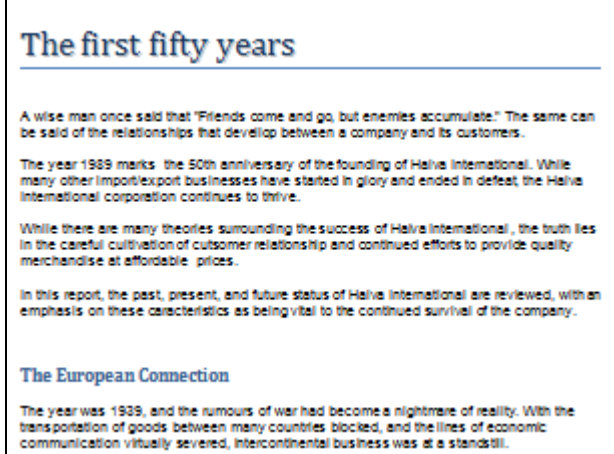 The first fifty years
A wise man once said that "Friends come and go, but enemies accumulate." The same can
be said of the relationships that develiop between a company and its customers.
The year 1989 marks  the 50th anniversary of the founding of Halva International. While
many other import/export businesses have started in glory and ended in defeat, the Halva
International corporation continues to thrive.
While there are many theories surrounding the success of Halva International , the truth lies
in the careful cultivation of cutsomer relationship and continued efforts to provide quality
merchandise at affordable  prices.
In this report, the past, present, and future status of Halva International are reviewed, with an
emphasis on these caracteristics as being vital to the continued survival of the company.
The European Connection
The year was 1939, and the rumours of war had become a nightmare of reality. With the
transportation of goods between many countries blocked, and the lines of economic
communication virtually severed, intercontinental business was at a standstill.